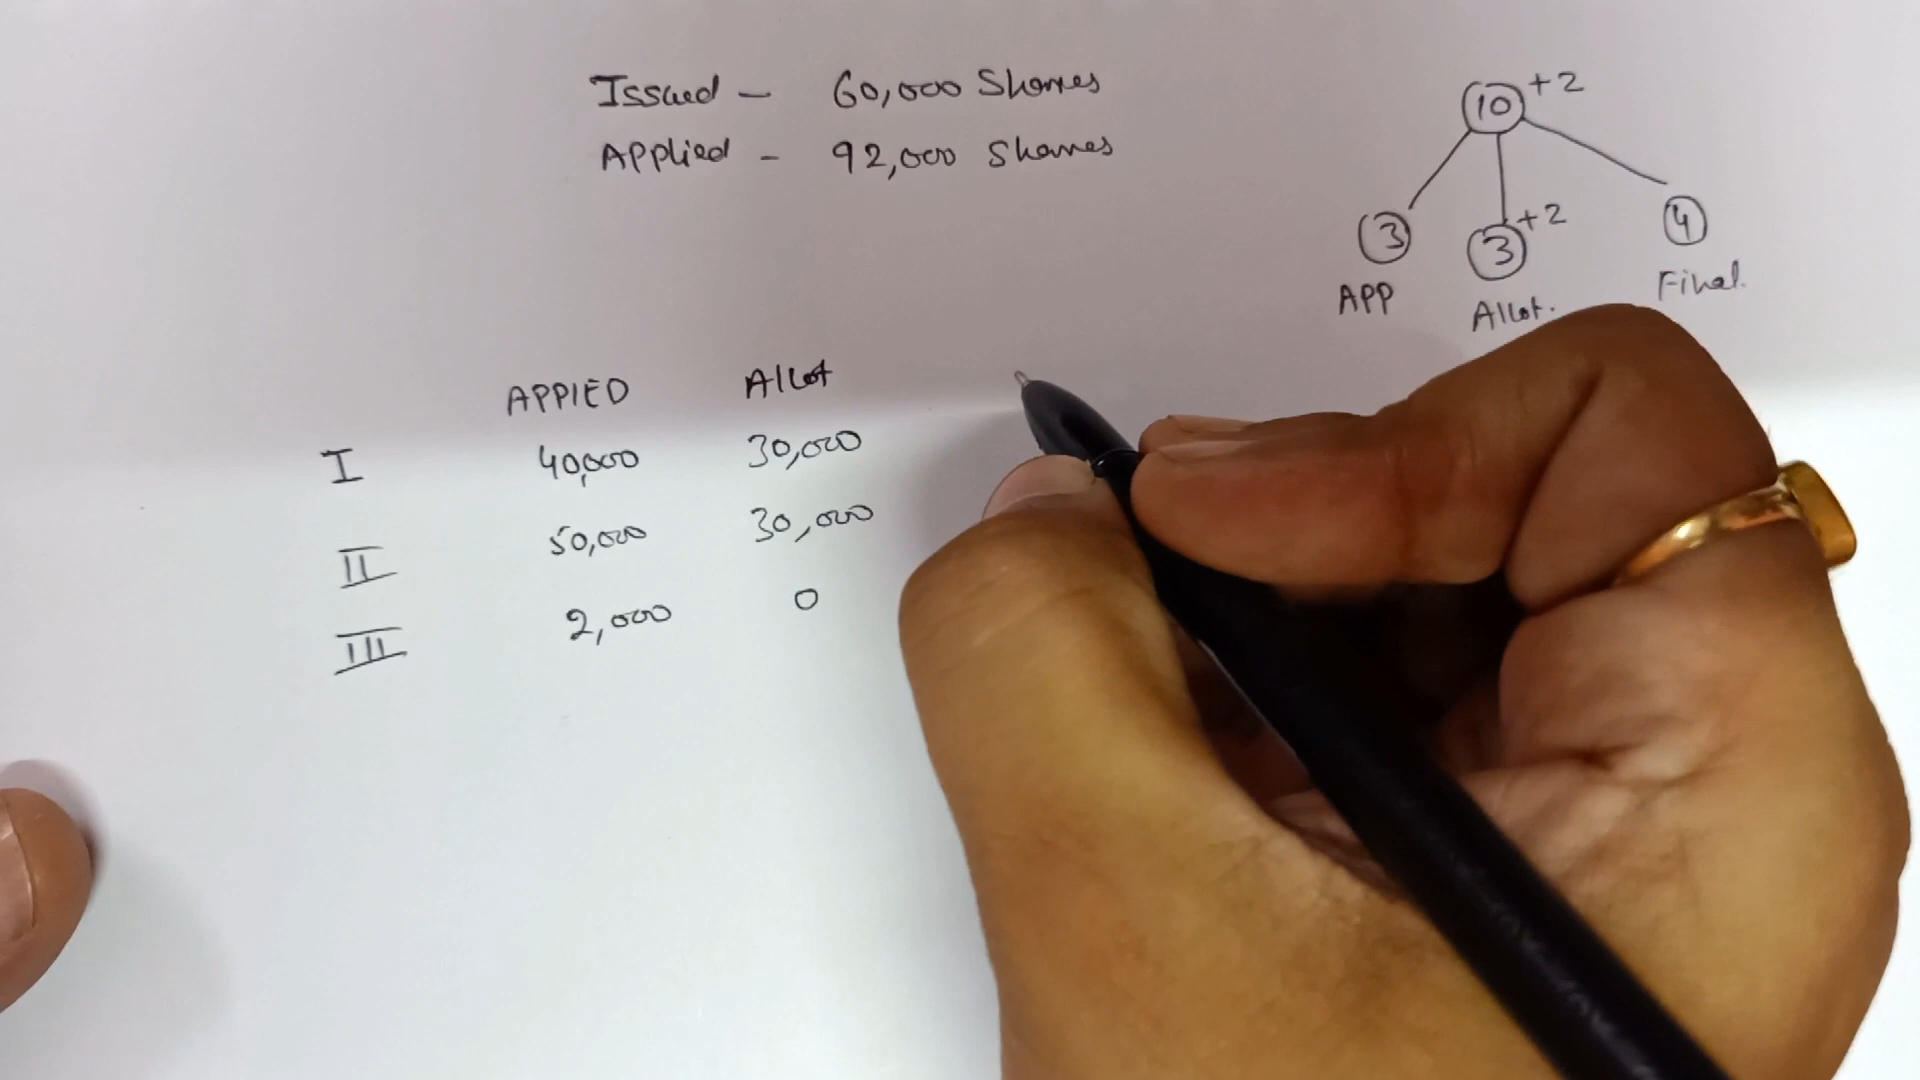 Issued - 60,000 Shares
Applied - 92,000 Shares
10 +2
3 3 +2 4
APP Allot. Final.
APPIED Allot
I 40,000 30,000
II 50,000 30,000
III 2,000 0